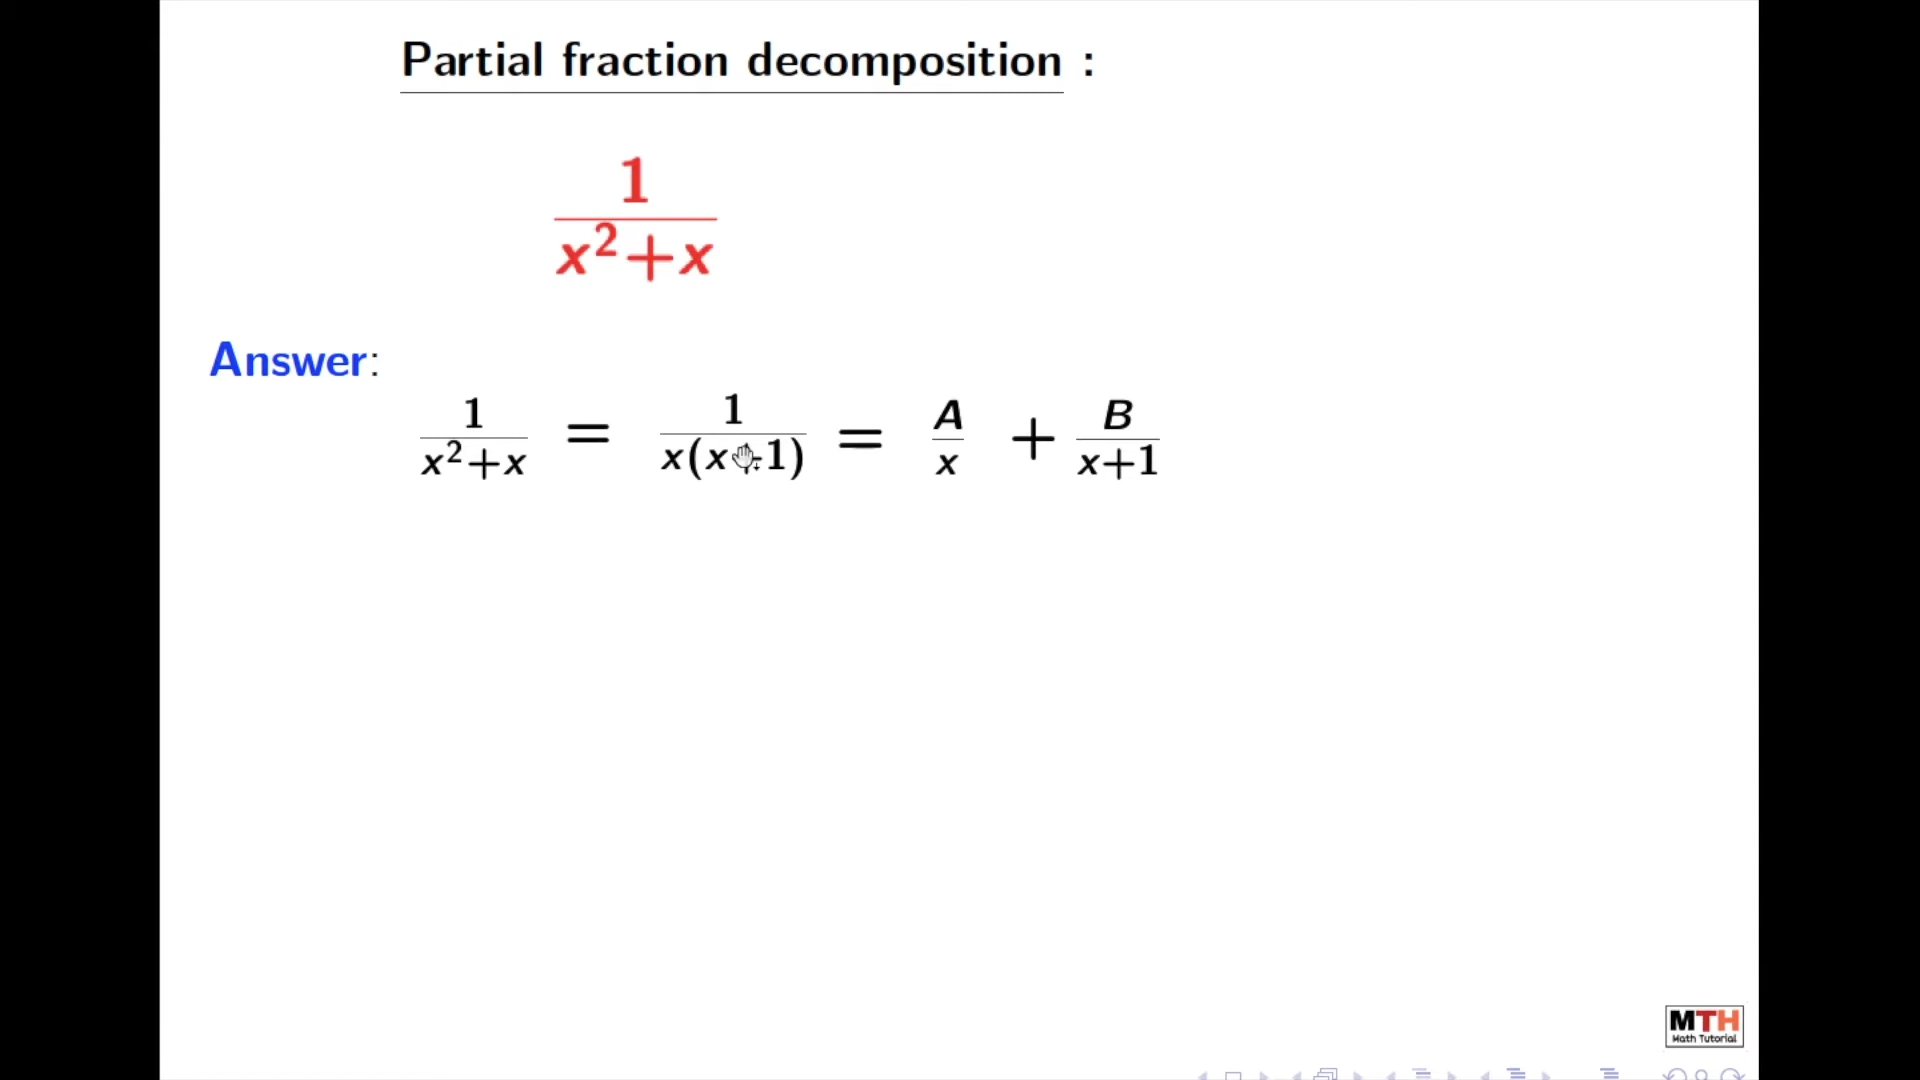 Partial fraction decomposition :
1
x²+x
Answer:
1/(x²+x) = 1/(x(x+1)) = A/x + B/(x+1)
MTH
Math Tutorial